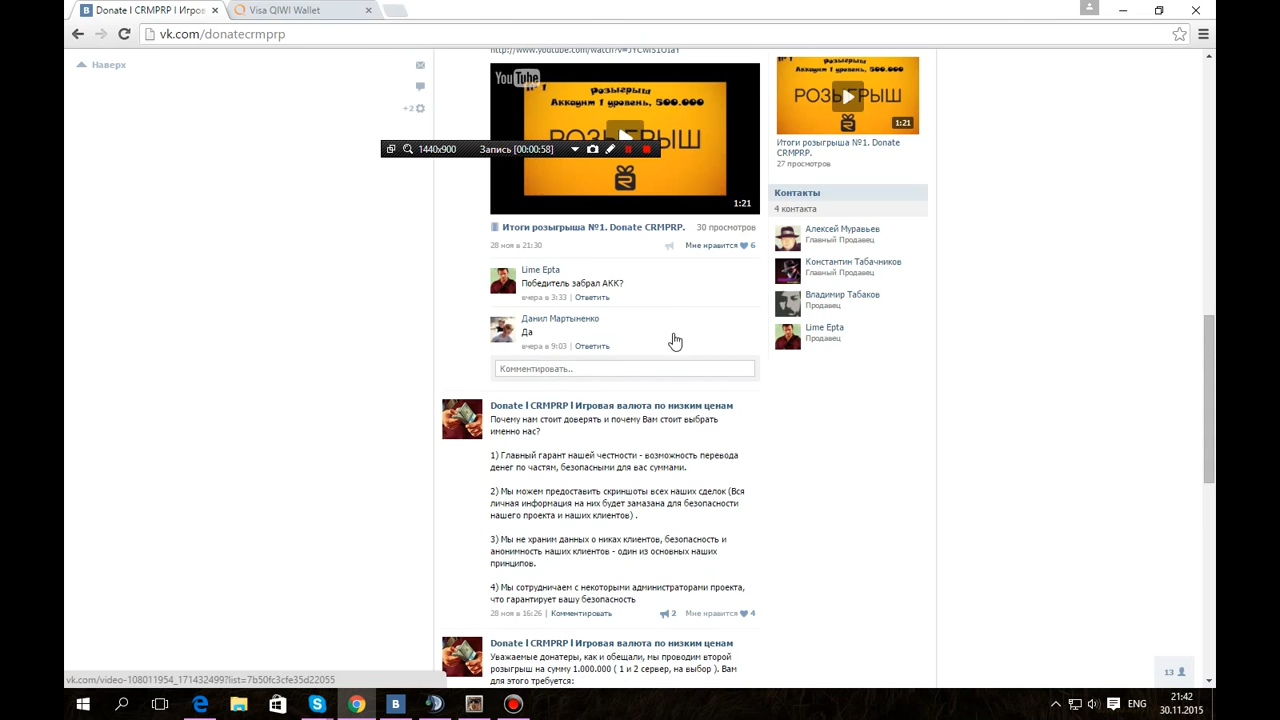 Donate l CRMPRP l Игров
Visa QIWI Wallet
vk.com/donatecrmprp
Наверх
+2
YouTube
Розыгрыш
Аккаунт 1 уровень, 500.000
РОЗЫГРЫШ
1:21
1440x900
Запись [00:00:58]
Итоги розыгрыша №1. Donate CRMPRP.
30 просмотров
28 ноя в 21:30
Мне нравится 6
Lime Epta
Победитель забрал АКК?
вчера в 3:33 | Ответить
Данил Мартыненко
Да
вчера в 9:03 | Ответить
Комментировать..
Donate l CRMPRP l Игровая валюта по низким ценам
Почему нам стоит доверять и почему Вам стоит выбрать
именно нас?
1) Главный гарант нашей честности - возможность перевода
денег по частям, безопасными для вас суммами.
2) Мы можем предоставить скриншоты всех наших сделок (Вся
личная информация на них будет замазана для безопасности
нашего проекта и наших клиентов) .
3) Мы не храним данных о никах клиентов, безопасность и
анонимность наших клиентов - один из основных наших
принципов.
4) Мы сотрудничаем с некоторыми администраторами проекта,
что гарантирует вашу безопасность
28 ноя в 16:26 | Комментировать
2 Мне нравится 4
Donate l CRMPRP l Игровая валюта по низким ценам
Уважаемые донатеры, как и обещали, мы проводим второй
розыгрыш на сумму 1.000.000 ( 1 и 2 сервер, на выбор ). Вам
для этого требуется:
Розыгрыш
Аккаунт 1 уровень, 500.000
РОЗЫГРЫШ
1:21
Итоги розыгрыша №1. Donate
CRMPRP.
27 просмотров
Контакты
4 контакта
Алексей Муравьев
Главный Продавец
Константин Табачников
Главный Продавец
Владимир Табаков
Продавец
Lime Epta
Продавец
13
vk.com/video-108011954_171432499?list=7b50fc3cfe35d22055
ENG
21:42
30.11.2015